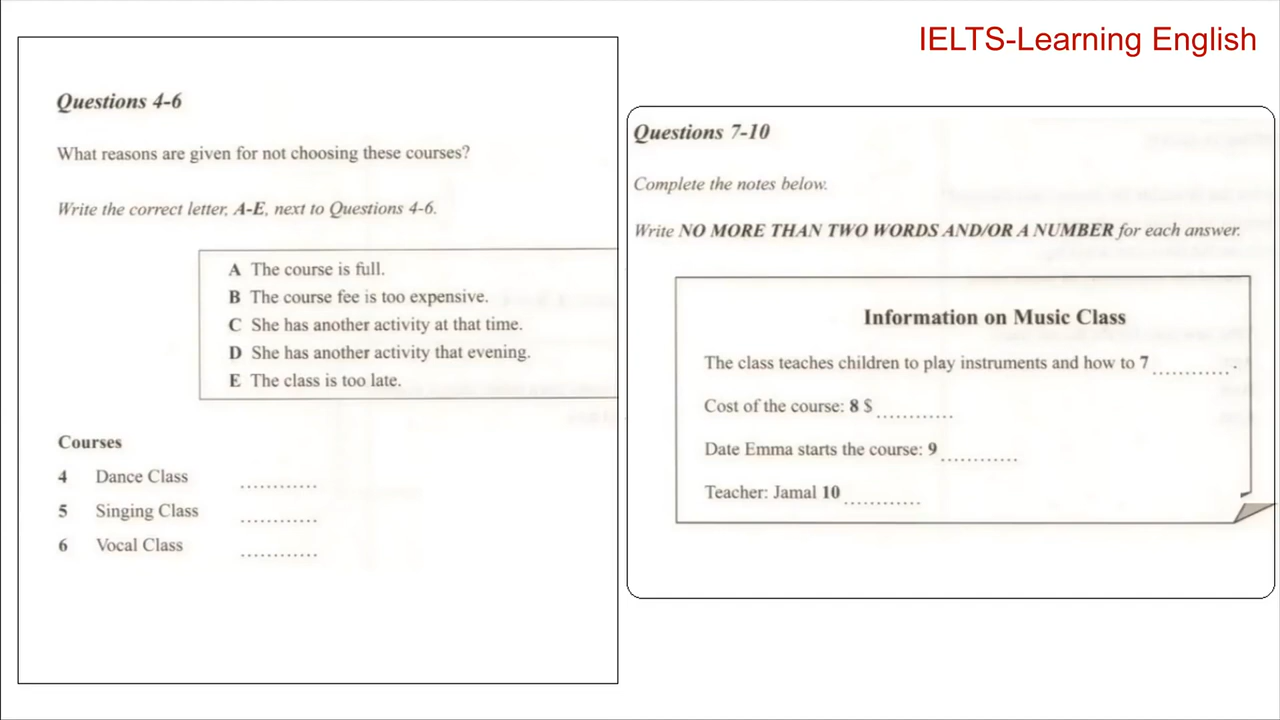 IELTS-Learning English
Questions 4-6
What reasons are given for not choosing these courses?
Write the correct letter, A-E, next to Questions 4-6.
A The course is full.
B The course fee is too expensive.
C She has another activity at that time.
D She has another activity that evening.
E The class is too late.
Courses
4 Dance Class ............
5 Singing Class ............
6 Vocal Class ............
Questions 7-10
Complete the notes below.
Write NO MORE THAN TWO WORDS AND/OR A NUMBER for each answer.
Information on Music Class
The class teaches children to play instruments and how to 7 ............ .
Cost of the course: 8 $ ............
Date Emma starts the course: 9 ............
Teacher: Jamal 10 ............